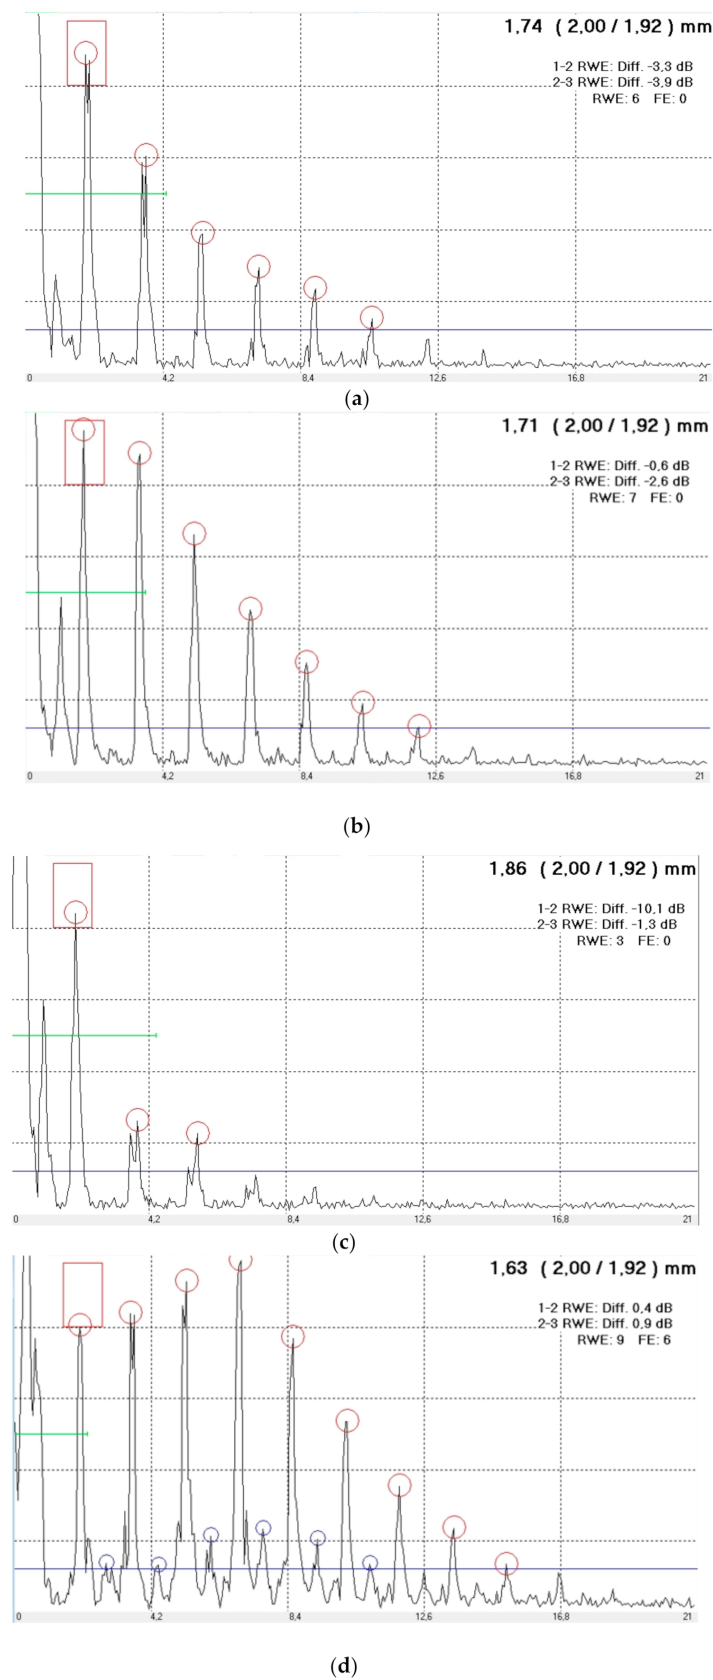 1,74 ( 2,00 / 1,92 ) mm
1-2 RWE: Diff. -3,3 dB
2-3 RWE: Diff. -3,9 dB
RWE: 6 FE: 0
0 4,2 8,4 12,6 16,8 21
(a)
1,71 ( 2,00 / 1,92 ) mm
1-2 RWE: Diff. -0,6 dB
2-3 RWE: Diff. -2,6 dB
RWE: 7 FE: 0
0 4,2 8,4 12,6 16,8 21
(b)
1,86 ( 2,00 / 1,92 ) mm
1-2 RWE: Diff. -10,1 dB
2-3 RWE: Diff. -1,3 dB
RWE: 3 FE: 0
0 4,2 8,4 12,6 16,8 21
(c)
1,63 ( 2,00 / 1,92 ) mm
1-2 RWE: Diff. 0,4 dB
2-3 RWE: Diff. 0,9 dB
RWE: 9 FE: 6
0 4,2 8,4 12,6 16,8 21
(d)